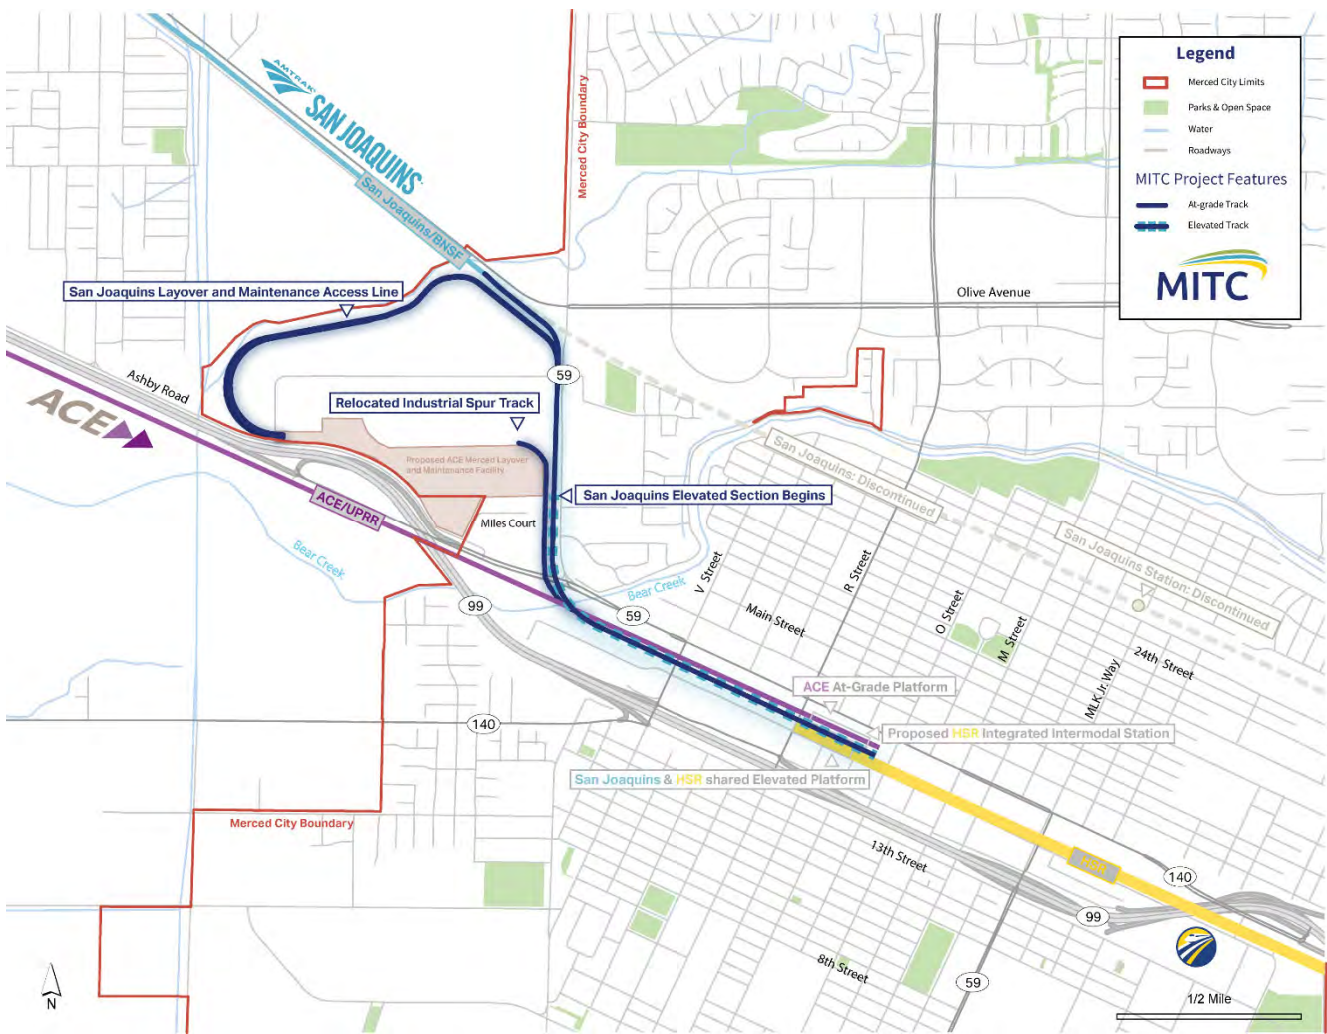 Legend
Merced City Limits
Parks & Open Space
Water
Roadways
MITC Project Features
At-grade Track
Elevated Track
MITC
AMTRAK
SAN JOAQUINS
Merced City Boundary
San Joaquins/BNSF
San Joaquins Layover and Maintenance Access Line
Olive Avenue
59
Ashby Road
ACE
Relocated Industrial Spur Track
Proposed ACE Merced Layover
and Maintenance Facility
San Joaquins: Discontinued
San Joaquins Elevated Section Begins
ACE/UPRR
Miles Court
Bear Creek
San Joaquins Station: Discontinued
V Street
R Street
Bear Creek
99
59
Main Street
O Street
M Street
24th Street
MLK Jr. Way
ACE At-Grade Platform
140
Proposed HSR Integrated Intermodal Station
San Joaquins & HSR shared Elevated Platform
Merced City Boundary
13th Street
HSR
140
99
8th Street
59
N
1/2 Mile